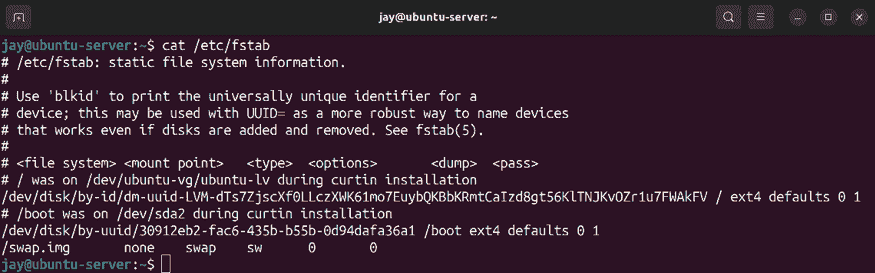 jay@ubuntu-server: ~
jay@ubuntu-server:~$ cat /etc/fstab
# /etc/fstab: static file system information.
#
# Use 'blkid' to print the universally unique identifier for a
# device; this may be used with UUID= as a more robust way to name devices
# that works even if disks are added and removed. See fstab(5).
#
# <file system> <mount point>   <type>  <options>       <dump>  <pass>
# / was on /dev/ubuntu-vg/ubuntu-lv during curtin installation
/dev/disk/by-id/dm-uuid-LVM-dTs7ZjscXf0LLczXWK61mo7EuybQKBbKRmtCaIzd8gt56KlTNJKvOZr1u7FWAkFV / ext4 defaults 0 1
# /boot was on /dev/sda2 during curtin installation
/dev/disk/by-uuid/30912eb2-fac6-435b-b55b-0d94dafa36a1 /boot ext4 defaults 0 1
/swap.img       none    swap    sw      0       0
jay@ubuntu-server:~$